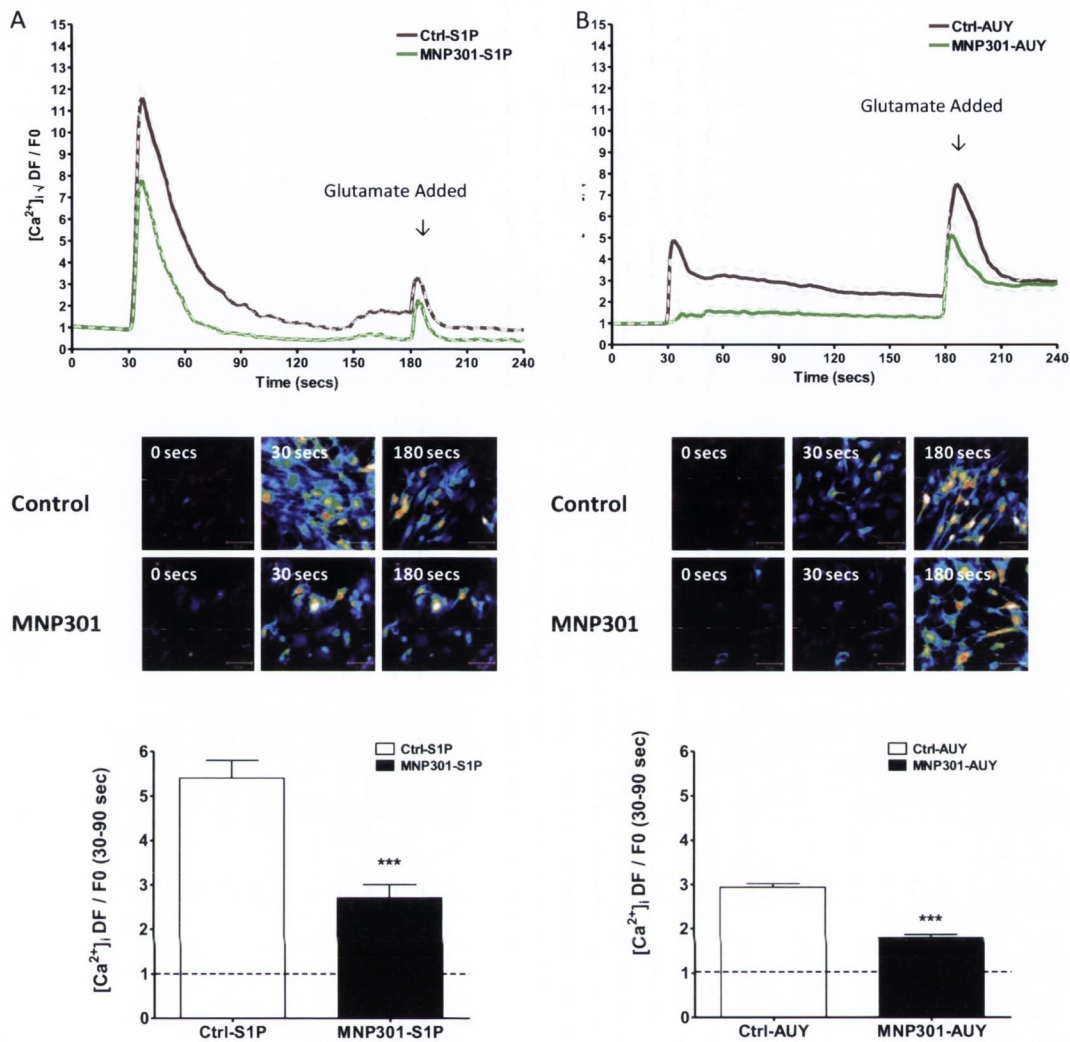 A
15
14
13
12
11
10
9
8
7
6
5
4
3
2
1
0
[Ca2+]i √ DF / F0
Ctrl-S1P
MNP301-S1P
Glutamate Added
↓
0 30 60 90 120 150 180 210 240
Time (secs)
B
15
14
13
12
11
10
9
8
7
6
5
4
3
2
1
0
Ctrl-AUY
MNP301-AUY
Glutamate Added
↓
0 30 60 90 120 150 180 210 240
Time (secs)
Control
0 secs 30 secs 180 secs
MNP301
0 secs 30 secs 180 secs
Control
0 secs 30 secs 180 secs
MNP301
0 secs 30 secs 180 secs
[Ca2+]i DF / F0 (30-90 sec)
6
5
4
3
2
1
0
Ctrl-S1P
MNP301-S1P
***
Ctrl-S1P MNP301-S1P
[Ca2+]i DF / F0 (30-90 sec)
6
5
4
3
2
1
0
Ctrl-AUY
MNP301-AUY
***
Ctrl-AUY MNP301-AUY